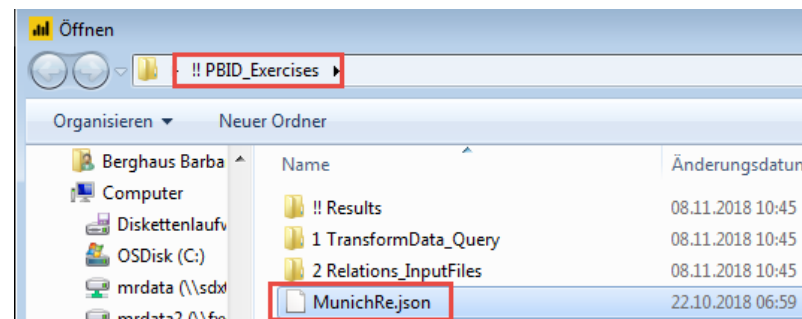 Öffnen
!! PBID_Exercises
Organisieren Neuer Ordner
Berghaus Barba
Computer
Diskettenlaufv
OSDisk (C:)
mrdata (\\sdx
mrdata2 (\\fre
Name Änderungsdatum
!! Results 08.11.2018 10:45
1 TransformData_Query 08.11.2018 10:45
2 Relations_InputFiles 08.11.2018 10:45
MunichRe.json 22.10.2018 06:59